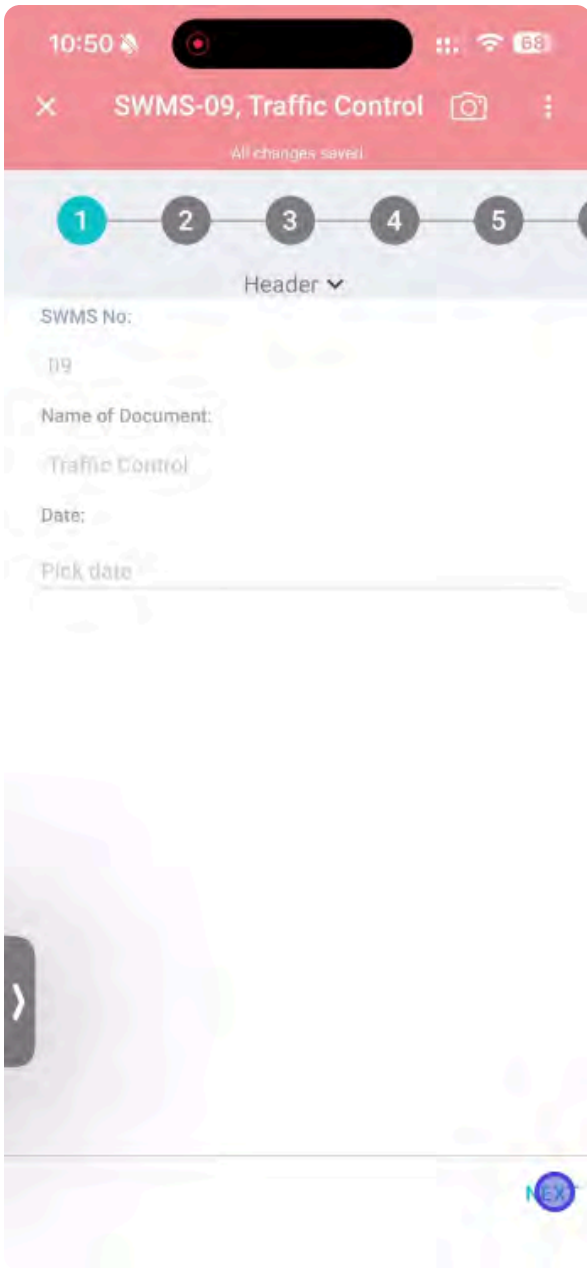 10:50 68
SWMS-09, Traffic Control
All changes saved
1 2 3 4 5
Header
SWMS No:
09
Name of Document:
Traffic Control
Date:
Pick date
NEXT